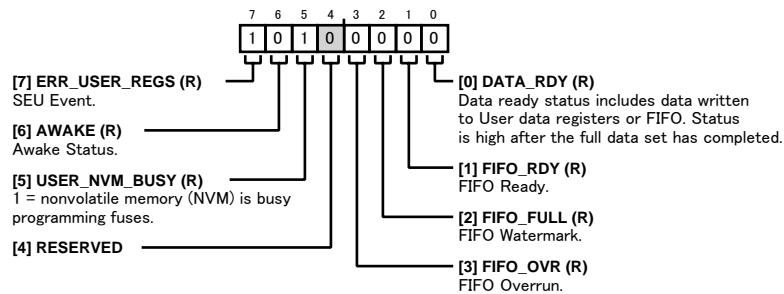 7 6 5 4 3 2 1 0
1 0 1 0 0 0 0 0
[7] ERR_USER_REGS (R)
SEU Event.
[6] AWAKE (R)
Awake Status.
[5] USER_NVM_BUSY (R)
1 = nonvolatile memory (NVM) is busy
programming fuses.
[4] RESERVED
[0] DATA_RDY (R)
Data ready status includes data written
to User data registers or FIFO. Status
is high after the full data set has completed.
[1] FIFO_RDY (R)
FIFO Ready.
[2] FIFO_FULL (R)
FIFO Watermark.
[3] FIFO_OVR (R)
FIFO Overrun.